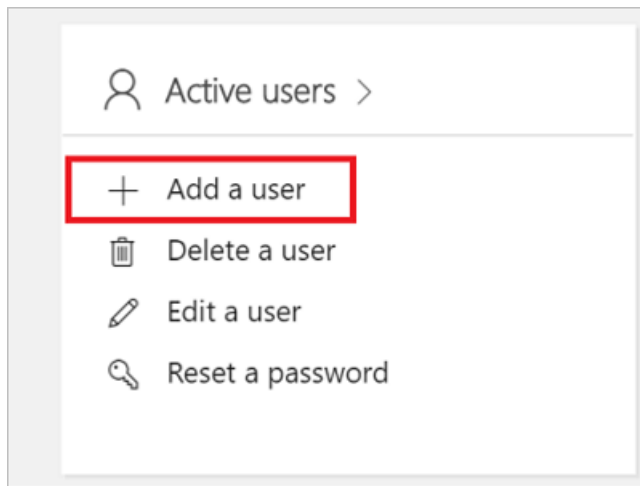 Active users >
Add a user
Delete a user
Edit a user
Reset a password